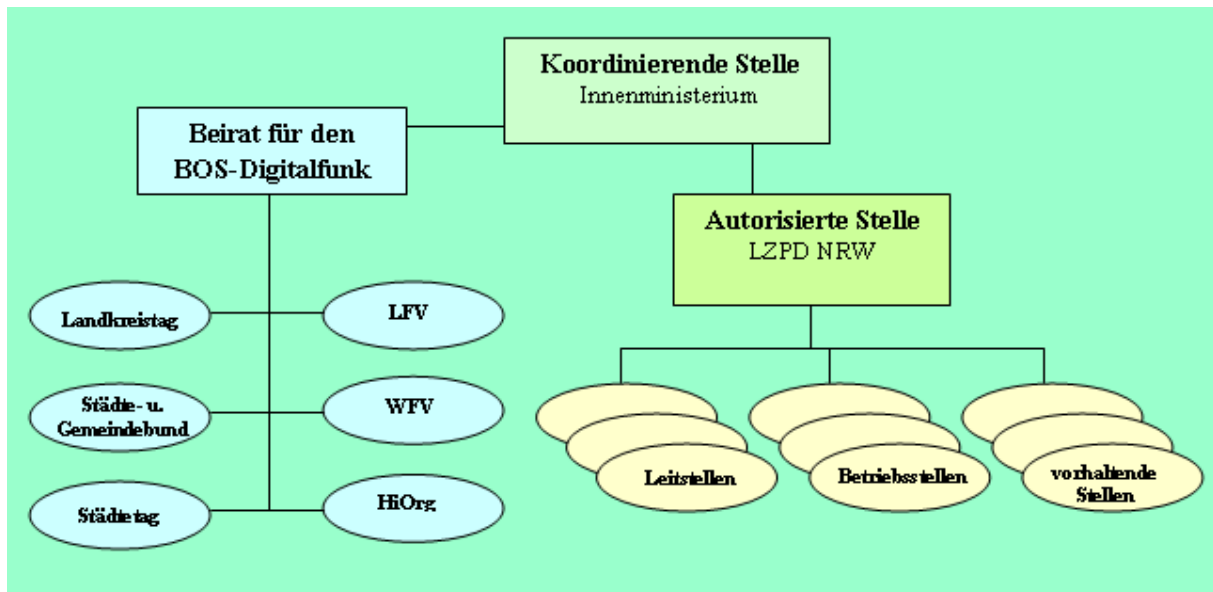 Koordinierende Stelle
Innenministerium
Beirat für den
BOS-Digitalfunk
Autorisierte Stelle
LZPD NRW
Landkreistag
LFV
Städte- u.
Gemeindebund
WFV
Städtetag
HiOrg
Leitstellen
Betriebsstellen
vorhaltende
Stellen